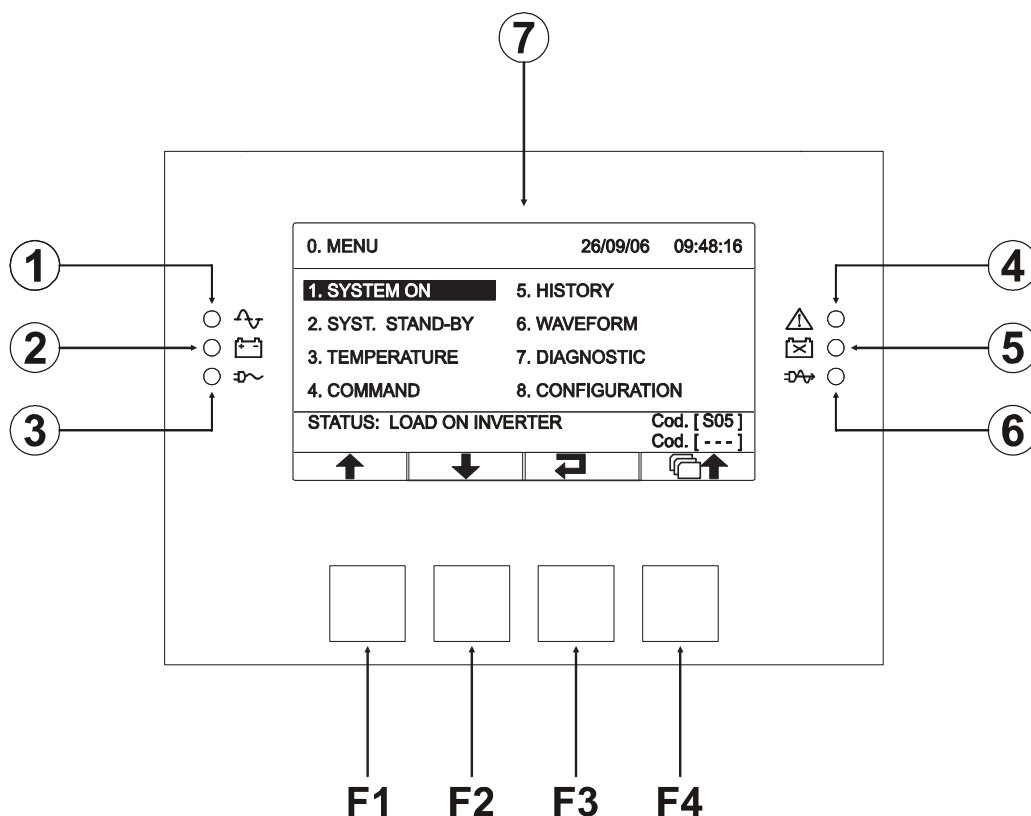 7
0. MENU 26/09/06 09:48:16
1. SYSTEM ON 5. HISTORY
2. SYST. STAND-BY 6. WAVEFORM
3. TEMPERATURE 7. DIAGNOSTIC
4. COMMAND 8. CONFIGURATION
STATUS: LOAD ON INVERTER Cod. [ S05 ]
Cod. [ - - - ]
1
2
3
4
5
6
F1 F2 F3 F4